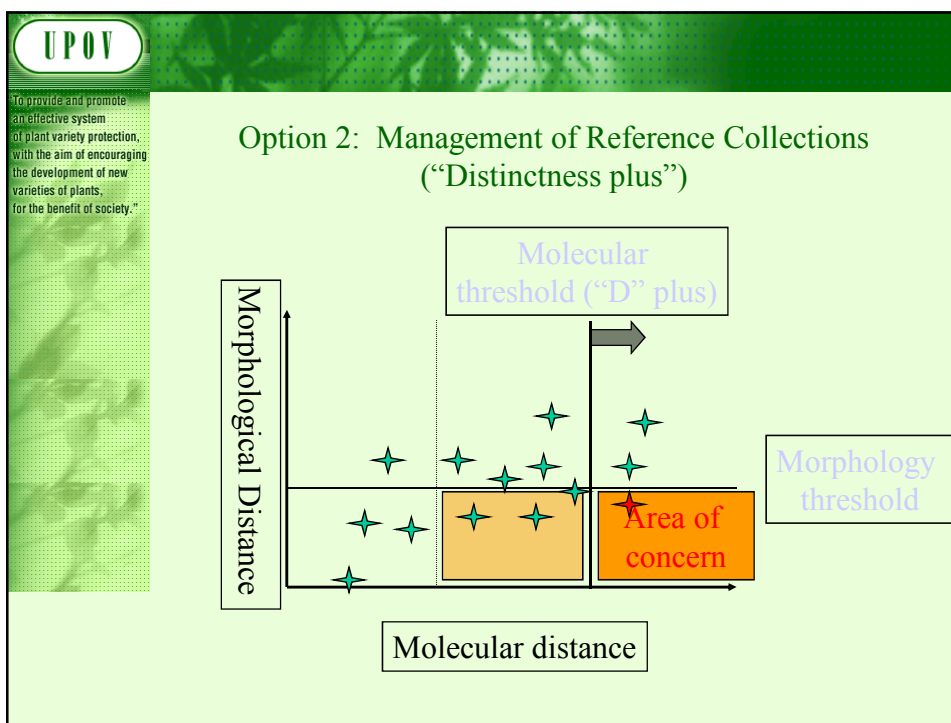 UPOV
"To provide and promote
an effective system
of plant variety protection,
with the aim of encouraging
the development of new
varieties of plants,
for the benefit of society."
Option 2: Management of Reference Collections
(“Distinctness plus”)
Molecular
threshold (“D” plus)
Morphological Distance
Morphology
threshold
Area of
concern
Molecular distance